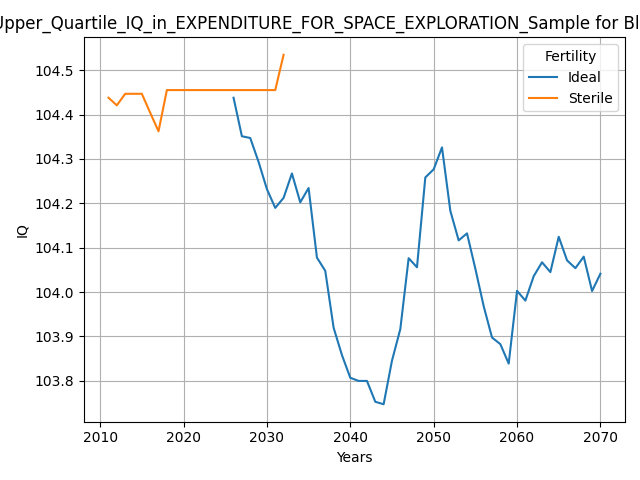 Upper_Quartile_IQ_in_EXPENDITURE_FOR_SPACE_EXPLORATION_Sample for Bl
Fertility
Ideal
Sterile
104.5
104.4
104.3
104.2
104.1
104.0
103.9
103.8
IQ
2010 2020 2030 2040 2050 2060 2070
Years